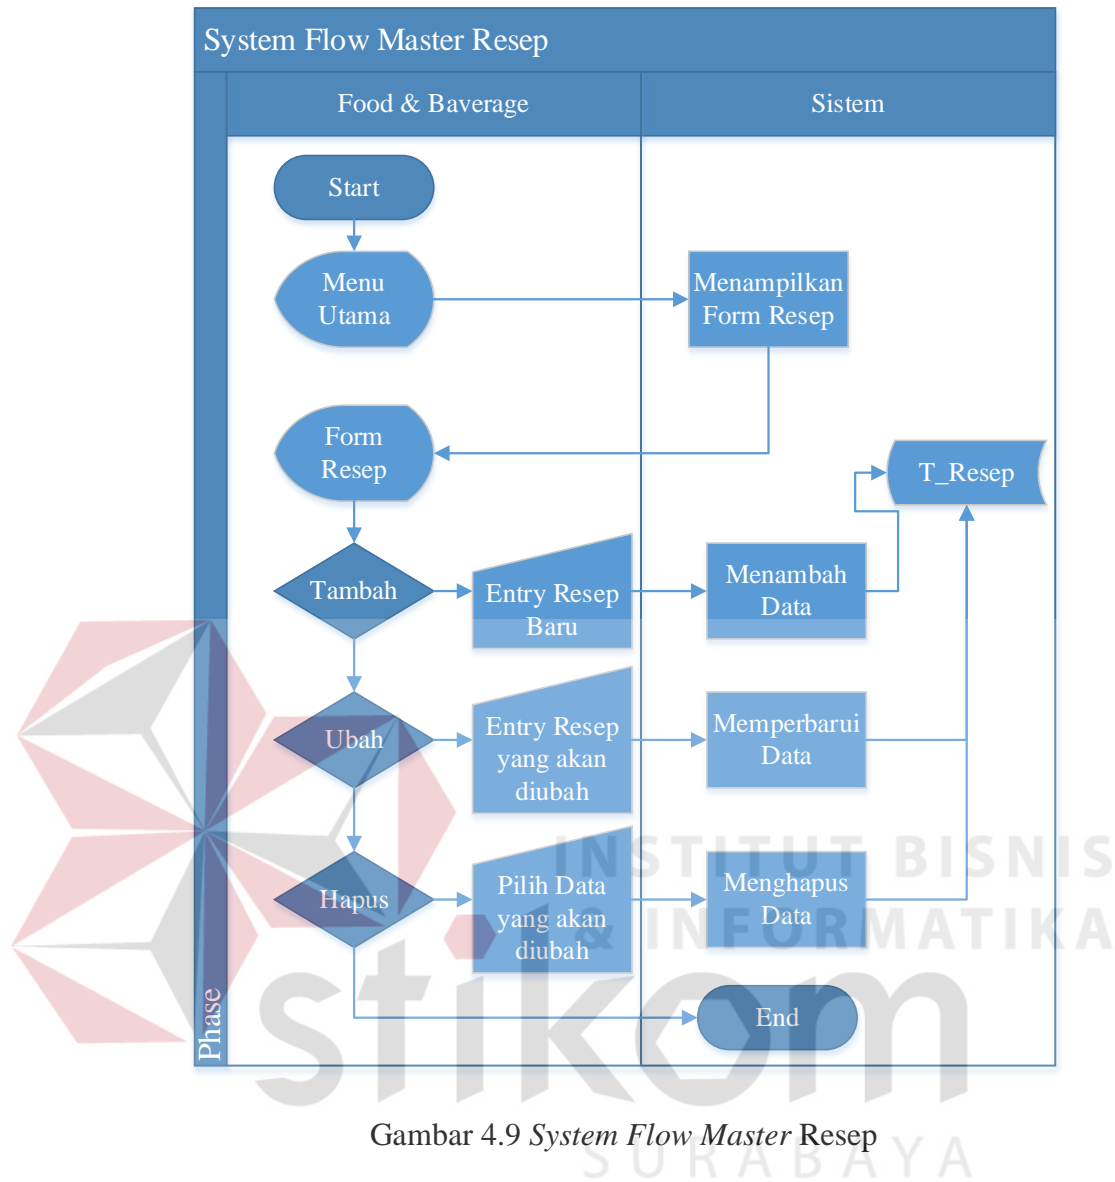 System Flow Master Resep
Food & Baverage
Sistem
Start
Menu
Utama
Menampilkan
Form Resep
Form
Resep
T_Resep
Tambah
Entry Resep
Baru
Menambah
Data
Ubah
Entry Resep
yang akan
diubah
Memperbarui
Data
Hapus
Pilih Data
yang akan
diubah
Menghapus
Data
End
Phase
INSTITUT BISNIS
& INFORMATIKA
stikom
SURABAYA
Gambar 4.9 System Flow Master Resep